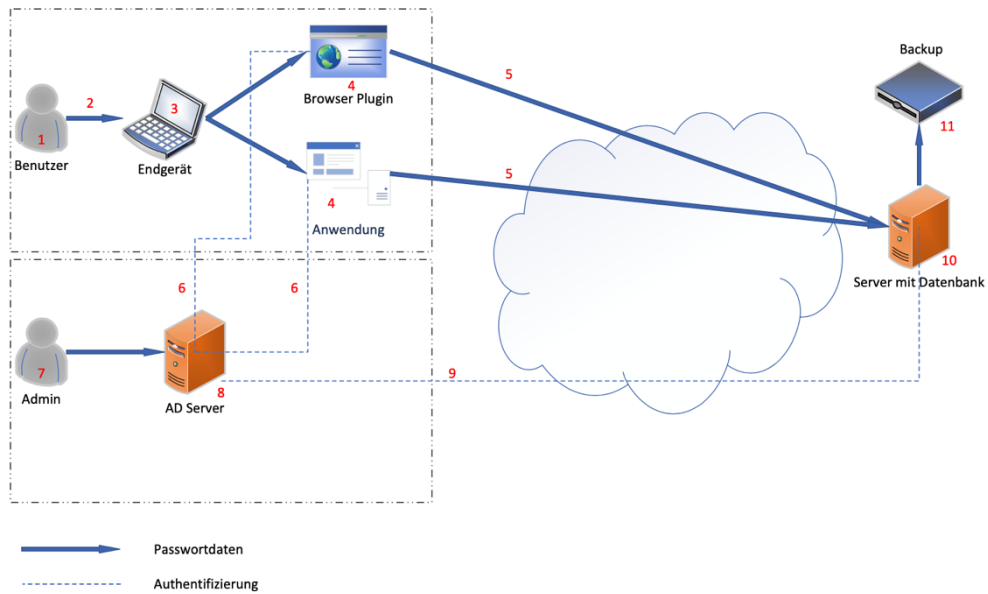 4
Browser Plugin
5
Backup
11
2
3
1
Benutzer
Endgerät
4
Anwendung
5
10
Server mit Datenbank
6
6
7
Admin
8
AD Server
9
Passwortdaten
Authentifizierung